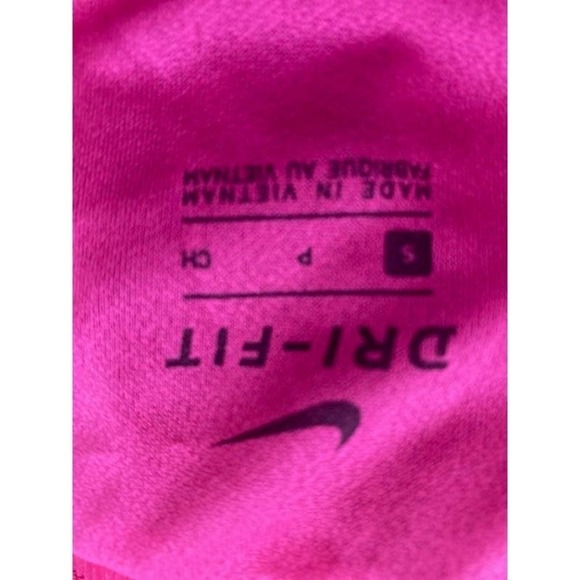 DRI-FIT
S P CH
MADE IN VIETNAM
FABRIQUE AU VIETNAM